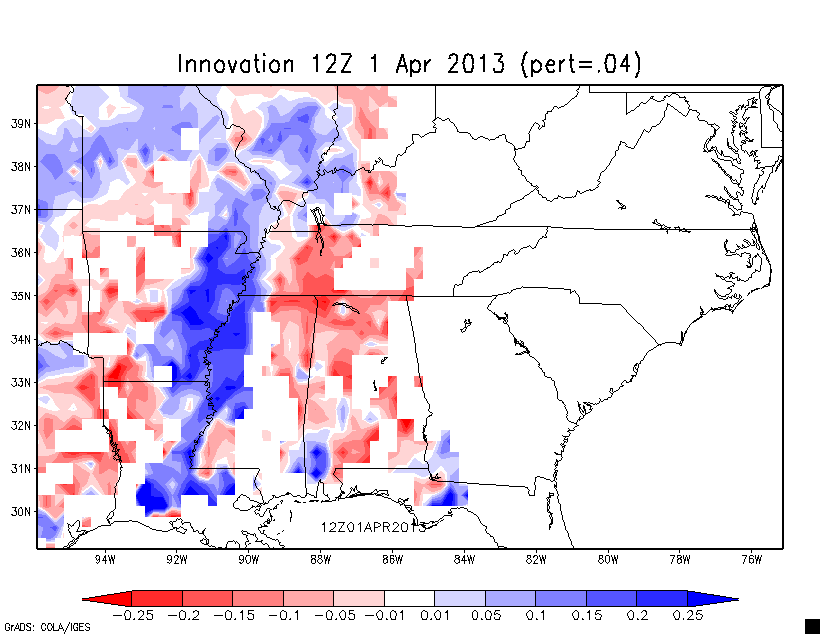 Innovation 12Z 1 Apr 2013 (pert=.04)
39N
38N
37N
36N
35N
34N
33N
32N
31N
30N
12Z01APR2013
94W 92W 90W 88W 86W 84W 82W 80W 78W 76W
-0.25 -0.2 -0.15 -0.1 -0.05 -0.01 0.01 0.05 0.1 0.15 0.2 0.25
GrADS: COLA/IGES